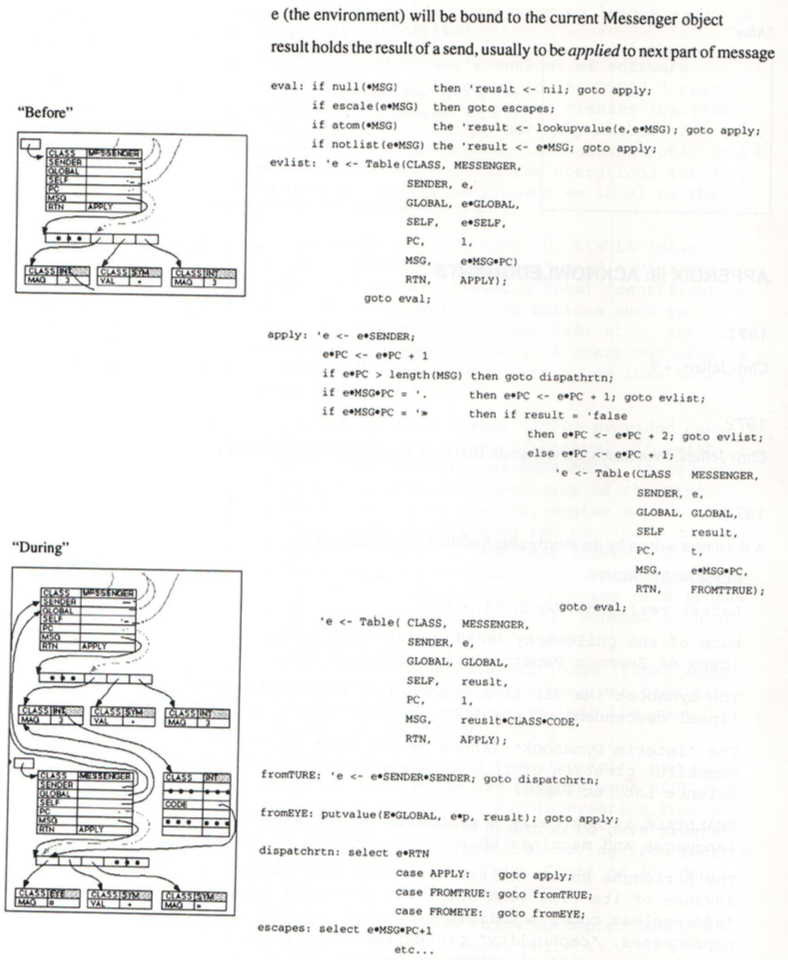 e (the environment) will be bound to the current Messenger object
result holds the result of a send, usually to be applied to next part of message
eval: if null(•MSG) then 'reuslt <- nil; goto apply;
if escale(e•MSG) then goto escapes;
if atom(•MSG) the 'result <- lookupvalue(e,e•MSG); goto apply;
if notlist(e•MSG) the 'result <- e•MSG; goto apply;
evlist: 'e <- Table(CLASS, MESSENGER,
SENDER, e,
GLOBAL, e•GLOBAL,
SELF, e•SELF,
PC, 1,
MSG, e•MSG•PC)
RTN, APPLY);
goto eval;
"Before"
CLASS MESSENGER
SENDER
GLOBAL
SELF
PC
MSG
RTN APPLY
CLASS INT
MAG 3
CLASS SYM
VAL +
CLASS INT
MAG 3
apply: 'e <- e•SENDER;
e•PC <- e•PC + 1
if e•PC > length(MSG) then goto dispathrtn;
if e•MSG•PC = '. then e•PC <- e•PC + 1; goto evlist;
if e•MSG•PC = '» then if result = 'false
then e•PC <- e•PC + 2; goto evlist;
else e•PC <- e•PC + 1;
'e <- Table(CLASS MESSENGER,
SENDER, e,
GLOBAL, GLOBAL,
SELF result,
PC, t,
MSG, e•MSG•PC,
RTN, FROMTTRUE);
goto eval;
'e <- Table( CLASS, MESSENGER,
SENDER, e,
GLOBAL, GLOBAL,
SELF, reuslt,
PC, 1,
MSG, reuslt•CLASS•CODE,
RTN, APPLY);
"During"
CLASS MESSENGER
SENDER
GLOBAL
SELF
PC
MSG
RTN APPLY
CLASS INT
MAG 3
CLASS SYM
VAL +
CLASS INT
MAG 3
CLASS MESSENGER
SENDER
GLOBAL
SELF
PC
MSG
RTN APPLY
CLASS INT
CODE
CLASS EYE
MAG ¤
CLASS SYM
VAL +
CLASS SYM
MAG »
fromTURE: 'e <- e•SENDER•SENDER; goto dispatchrtn;
fromEYE: putvalue(E•GLOBAL, e•p, reuslt); goto apply;
dispatchrtn: select e•RTN
case APPLY: goto apply;
case FROMTRUE: goto fromTRUE;
case FROMEYE: goto fromEYE;
escapes: select e•MSG•PC+1
etc...